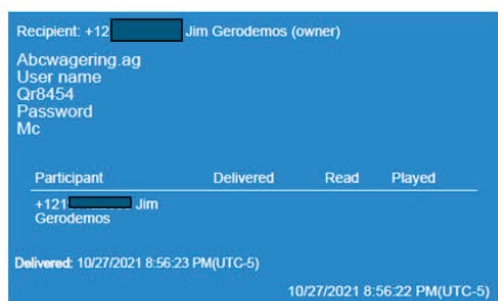 Recipient: +12 Jim Gerodemos (owner)
Abcwagering.ag
User name
Qr8454
Password
Mc
Participant Delivered Read Played
+121 Jim
Gerodemos
Delivered: 10/27/2021 8:56:23 PM(UTC-5)
10/27/2021 8:56:22 PM(UTC-5)